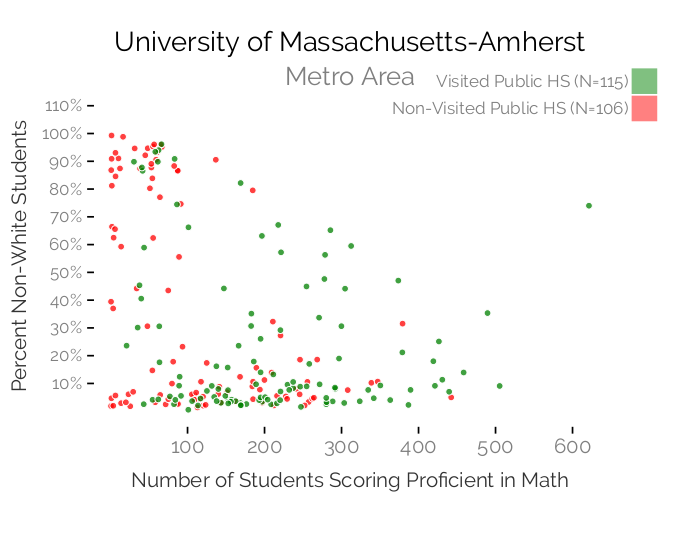 University of Massachusetts-Amherst
Metro Area
Visited Public HS (N=115)
Non-Visited Public HS (N=106)
Percent Non-White Students
110%
100%
90%
80%
70%
60%
50%
40%
30%
20%
10%
100 200 300 400 500 600
Number of Students Scoring Proficient in Math